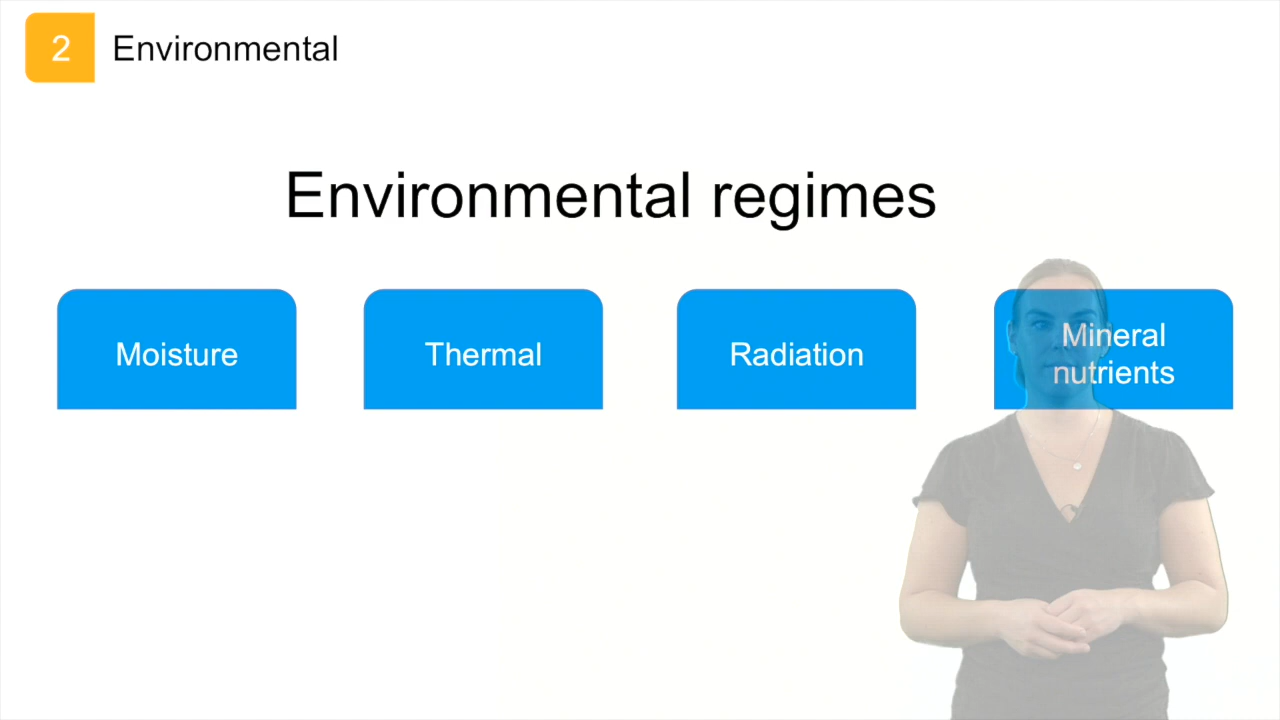 2 Environmental
Environmental regimes
Moisture
Thermal
Radiation
Mineral
nutrients